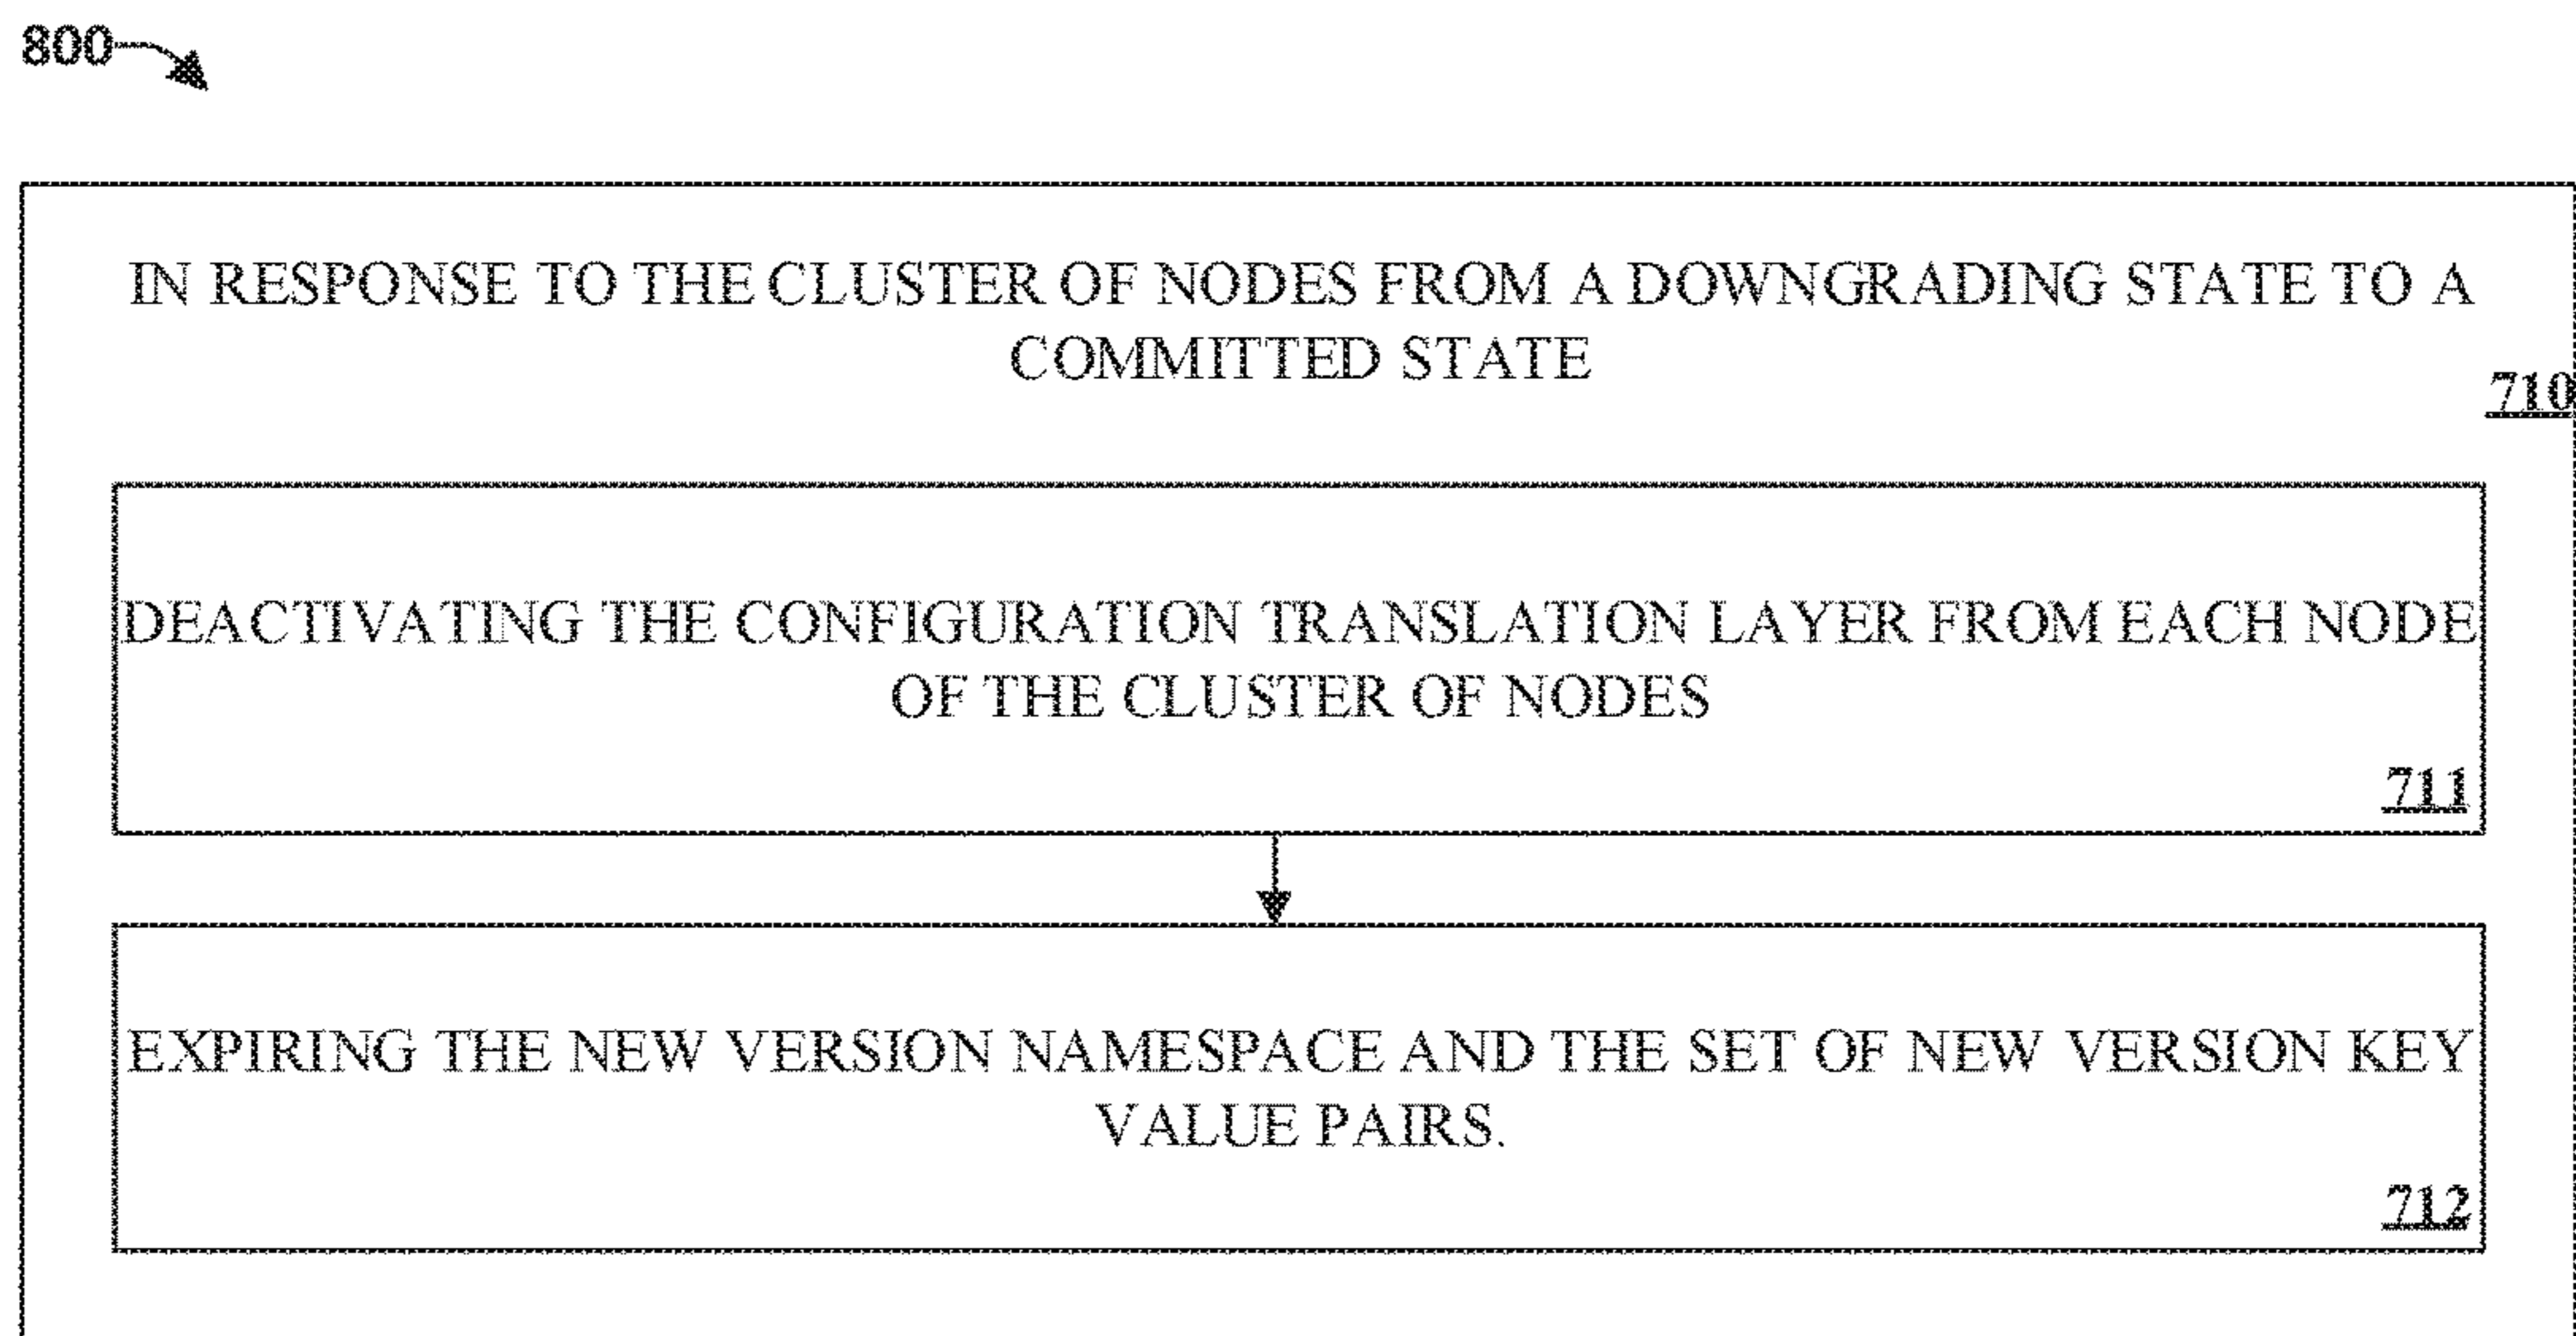 800
IN RESPONSE TO THE CLUSTER OF NODES FROM A DOWNGRADING STATE TO A
COMMITTED STATE
710
DEACTIVATING THE CONFIGURATION TRANSLATION LAYER FROM EACH NODE
OF THE CLUSTER OF NODES
711
EXPIRING THE NEW VERSION NAMESPACE AND THE SET OF NEW VERSION KEY
VALUE PAIRS.
712